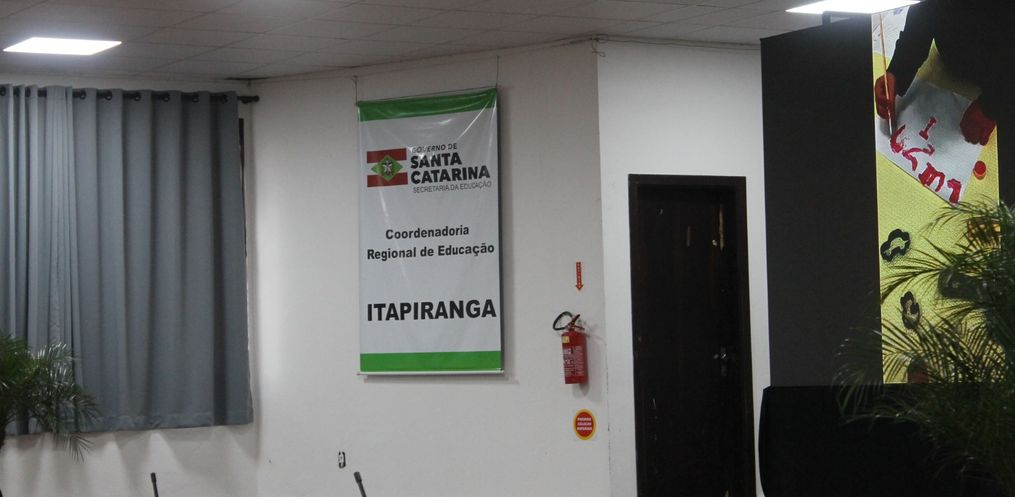 GOVERNO DE
SANTA
CATARINA
SECRETARIA DA EDUCAÇÃO
Coordenadoria
Regional de Educação
ITAPIRANGA